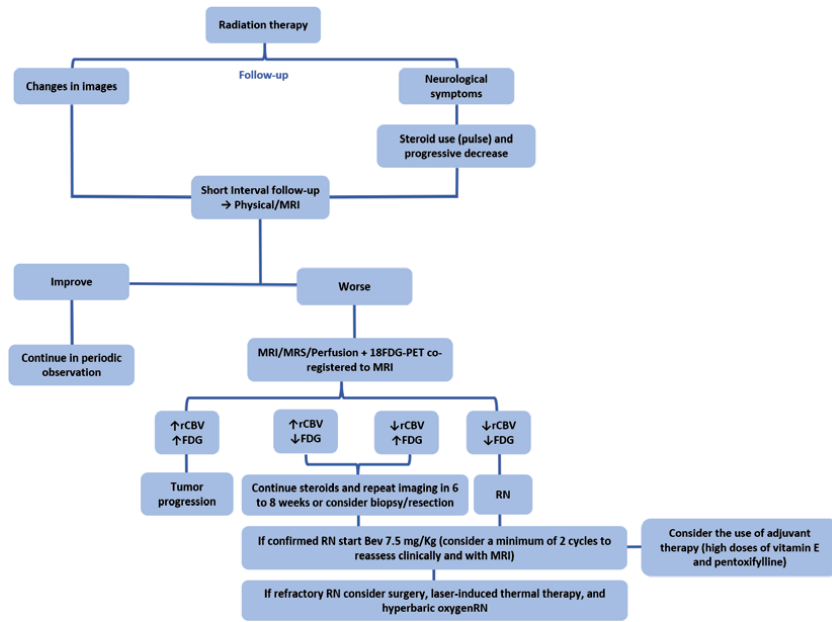 Radiation therapy
Follow-up
Changes in images
Neurological
symptoms
Steroid use (pulse) and
progressive decrease
Short Interval follow-up
→ Physical/MRI
Improve
Worse
Continue in periodic
observation
MRI/MRS/Perfusion + 18FDG-PET co-
registered to MRI
↑rCBV
↑FDG
↑rCBV
↓FDG
↓rCBV
↑FDG
↓rCBV
↓FDG
Tumor
progression
Continue steroids and repeat imaging in 6
to 8 weeks or consider biopsy/resection
RN
If confirmed RN start Bev 7.5 mg/Kg (consider a minimum of 2 cycles to
reassess clinically and with MRI)
Consider the use of adjuvant
therapy (high doses of vitamin E
and pentoxifylline)
If refractory RN consider surgery, laser-induced thermal therapy, and
hyperbaric oxygenRN